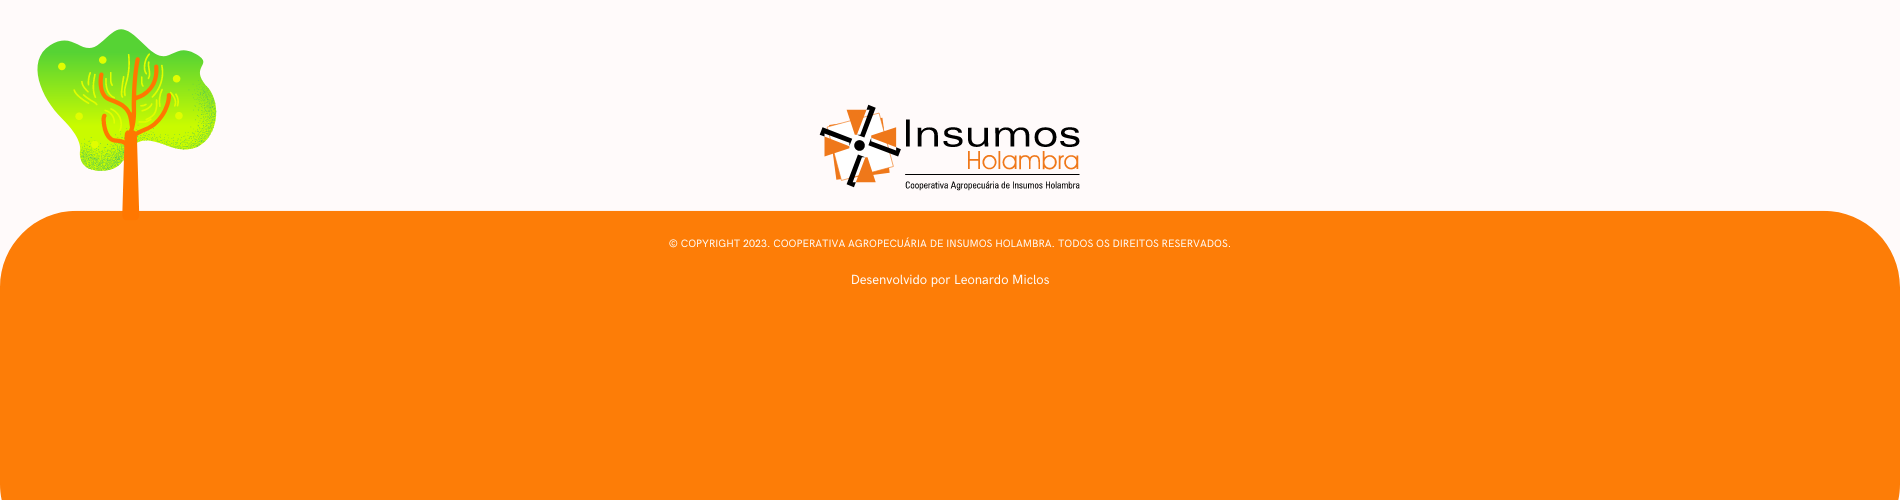 Insumos
Holambra
Cooperativa Agropecuária de Insumos Holambra
© COPYRIGHT 2023. COOPERATIVA AGROPECUÁRIA DE INSUMOS HOLAMBRA. TODOS OS DIREITOS RESERVADOS.
Desenvolvido por Leonardo Miclos